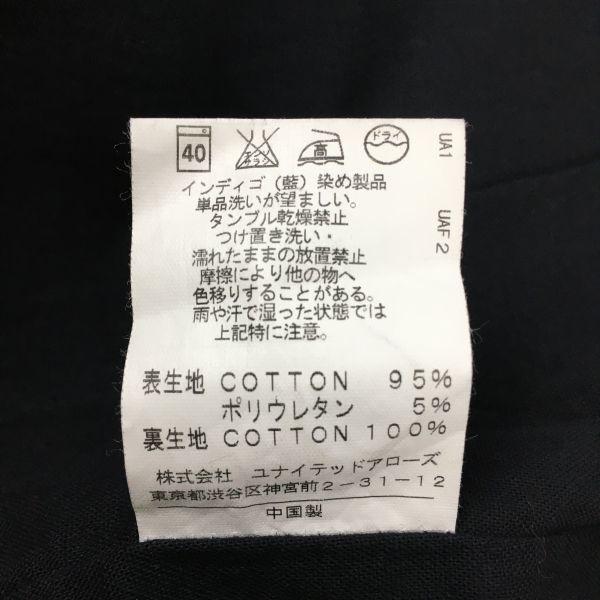 40 エンソ サラシ 高 ドライ
インディゴ（藍）染め製品
単品洗いが望ましい。
タンブル乾燥禁止
つけ置き洗い・
濡れたままの放置禁止
摩擦により他の物へ
色移りすることがある。
雨や汗で湿った状態では
上記特に注意。
表生地 COTTON 95%
ポリウレタン 5%
裏生地 COTTON 100%
株式会社 ユナイテッドアローズ
東京都渋谷区神宮前2-31-12
中国製
UA1 UAF2